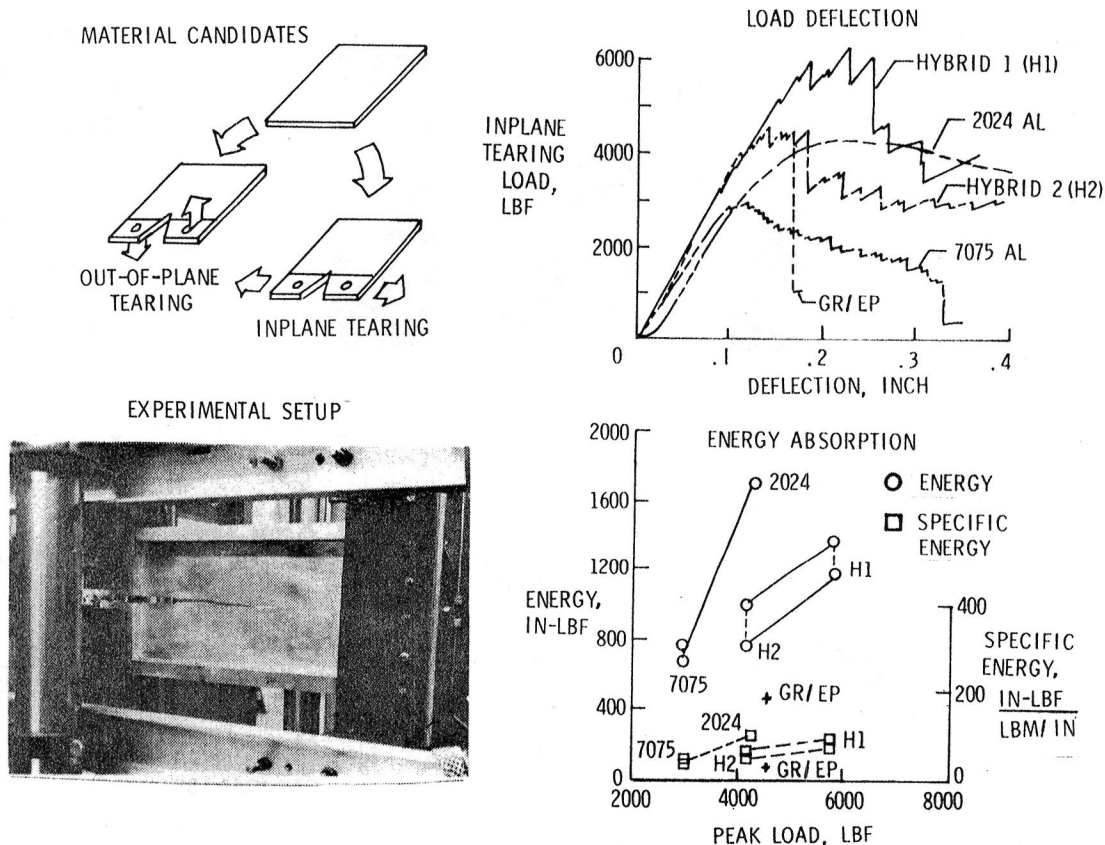 MATERIAL CANDIDATES
OUT-OF-PLANE
TEARING
INPLANE TEARING
LOAD DEFLECTION
INPLANE
TEARING
LOAD,
LBF
6000
4000
2000
0
.1
.2
.3
.4
DEFLECTION, INCH
HYBRID 1 (H1)
2024 AL
HYBRID 2 (H2)
7075 AL
GR/EP
EXPERIMENTAL SETUP
ENERGY ABSORPTION
ENERGY
SPECIFIC
ENERGY
ENERGY,
IN-LBF
2000
1600
1200
800
400
0
2024
H1
H2
7075
GR/EP
2024
7075
H1
H2
GR/EP
400
200
0
SPECIFIC
ENERGY,
IN-LBF
LBM/IN
2000
4000
6000
8000
PEAK LOAD, LBF